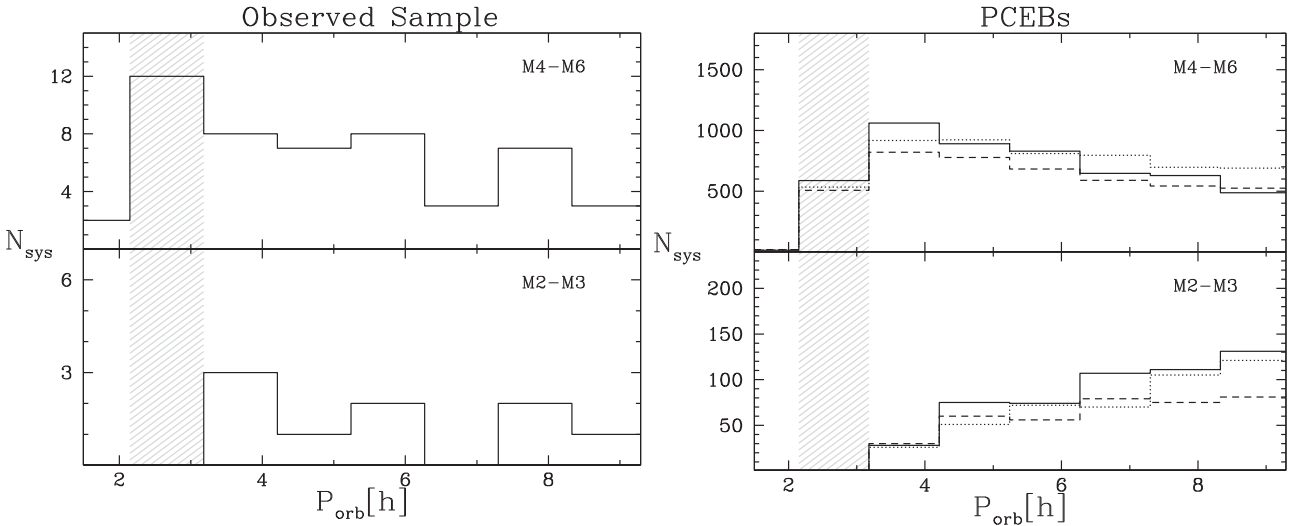 Observed Sample
PCEBs
M4-M6
12
8
4
M2-M3
6
3
N_sys
2 4 6 8
P_orb[h]
M4-M6
1500
1000
500
M2-M3
200
150
100
50
N_sys
2 4 6 8
P_orb[h]